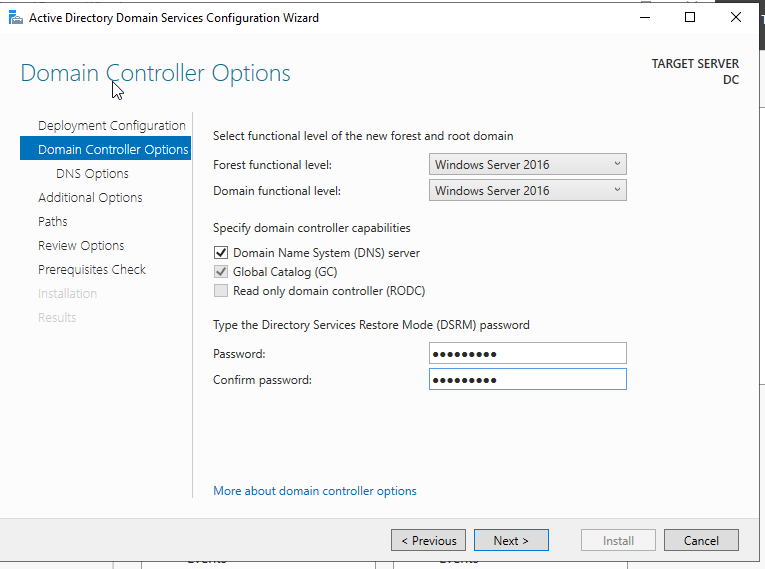 Active Directory Domain Services Configuration Wizard
Domain Controller Options
TARGET SERVER
DC
Deployment Configuration
Domain Controller Options
DNS Options
Additional Options
Paths
Review Options
Prerequisites Check
Installation
Results
Select functional level of the new forest and root domain
Forest functional level:
Windows Server 2016
Domain functional level:
Windows Server 2016
Specify domain controller capabilities
Domain Name System (DNS) server
Global Catalog (GC)
Read only domain controller (RODC)
Type the Directory Services Restore Mode (DSRM) password
Password:
●●●●●●●●●
Confirm password:
●●●●●●●●●
More about domain controller options
< Previous
Next >
Install
Cancel